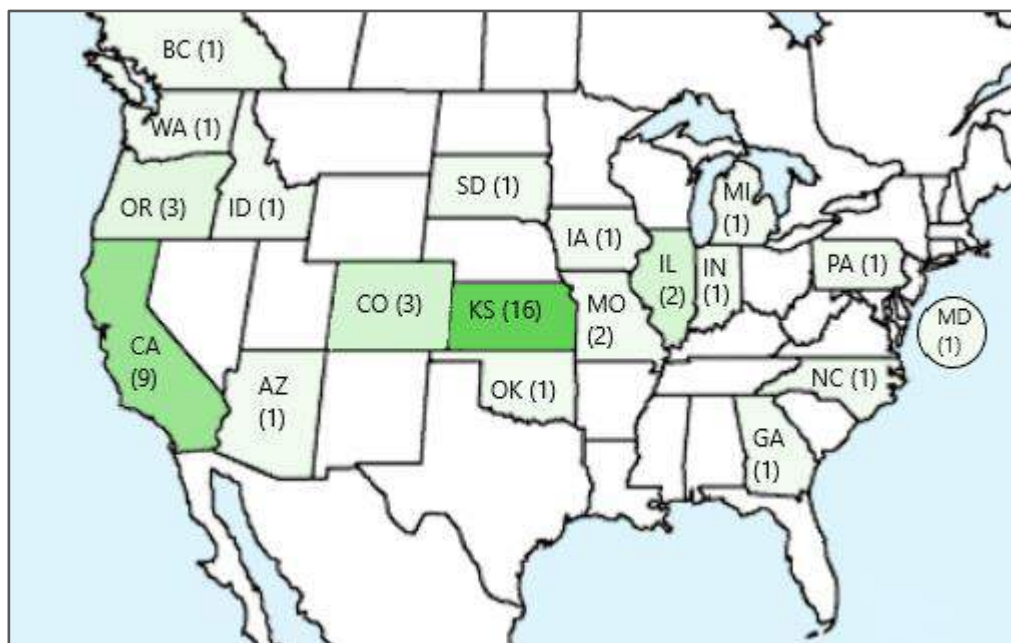 BC (1)
WA (1)
OR (3)
ID (1)
SD (1)
MI
(1)
IA (1)
IL
(2)
IN
(1)
PA (1)
CO (3)
KS (16)
MO
(2)
MD
(1)
CA
(9)
AZ
(1)
OK (1)
NC (1)
GA
(1)